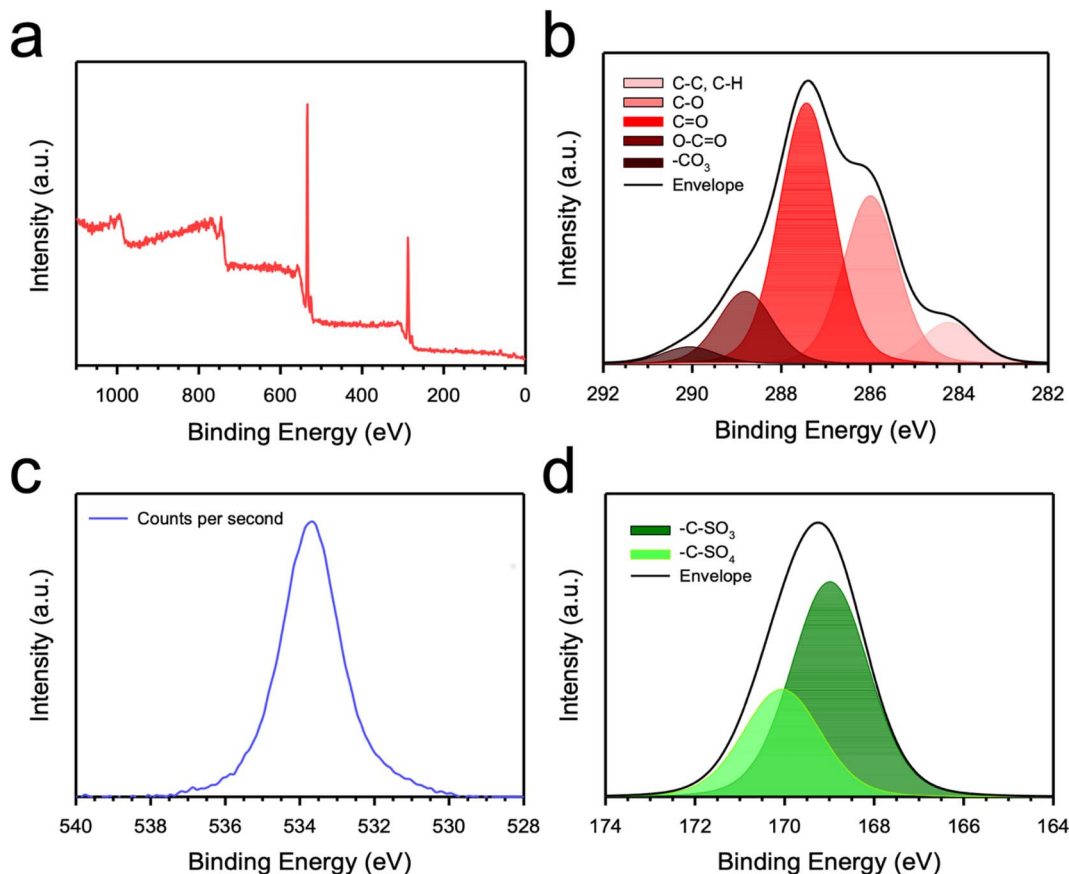 a
Intensity (a.u.)
1000 800 600 400 200 0
Binding Energy (eV)
b
C-C, C-H
C-O
C=O
O-C=O
-CO₃
Envelope
Intensity (a.u.)
292 290 288 286 284 282
Binding Energy (eV)
c
Counts per second
Intensity (a.u.)
540 538 536 534 532 530 528
Binding Energy (eV)
d
-C-SO₃
-C-SO₄
Envelope
Intensity (a.u.)
174 172 170 168 166 164
Binding Energy (eV)